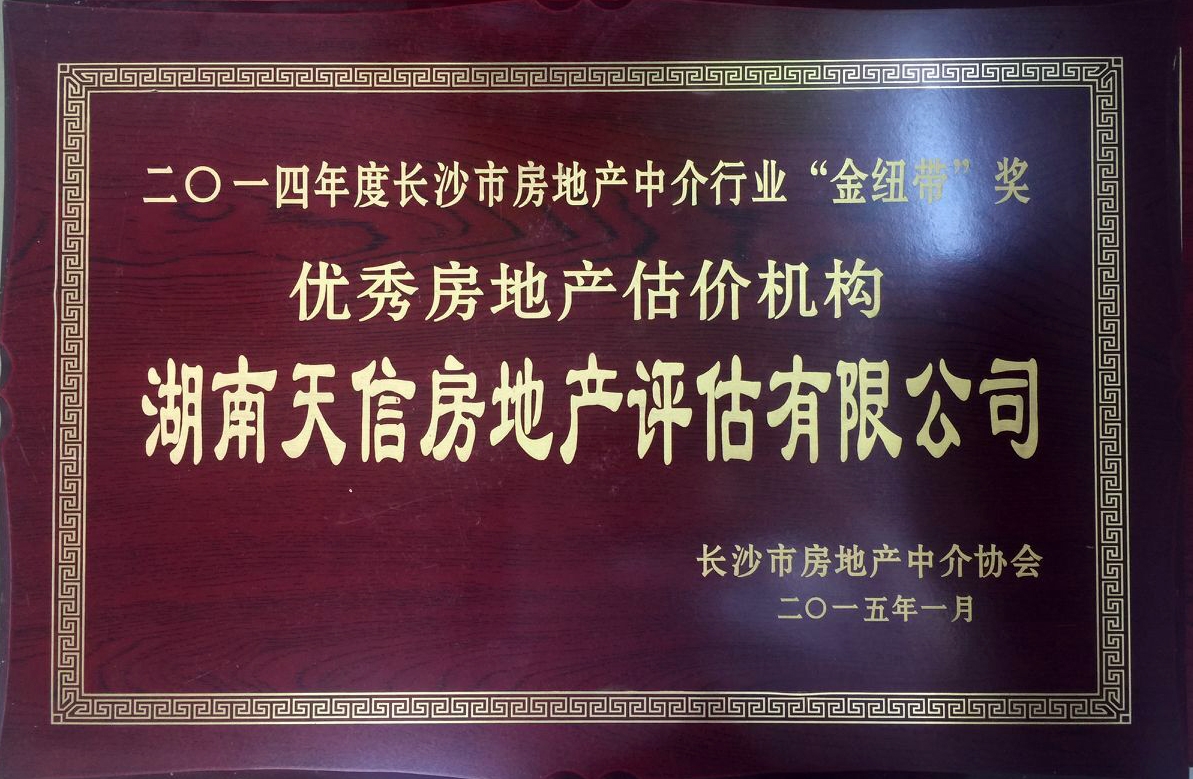 二〇一四年度长沙市房地产中介行业“金纽带”奖
优秀房地产估价机构
湖南天信房地产评估有限公司
长沙市房地产中介协会
二〇一五年一月